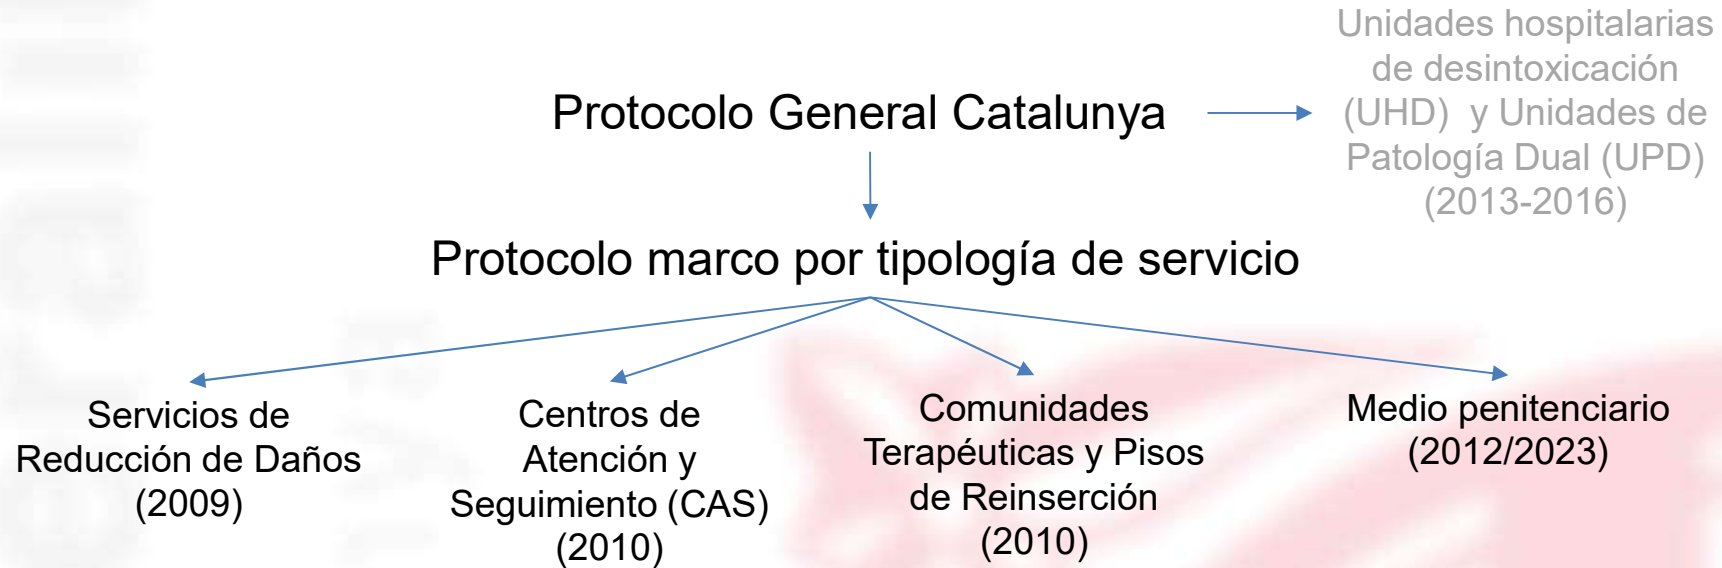 Unidades hospitalarias
de desintoxicación
(UHD)  y Unidades de
Patología Dual (UPD)
(2013-2016)
Protocolo General Catalunya
Protocolo marco por tipología de servicio
Servicios de
Reducción de Daños
(2009)
Centros de
Atención y
Seguimiento (CAS)
(2010)
Comunidades
Terapéuticas y Pisos
de Reinserción
(2010)
Medio penitenciario
(2012/2023)